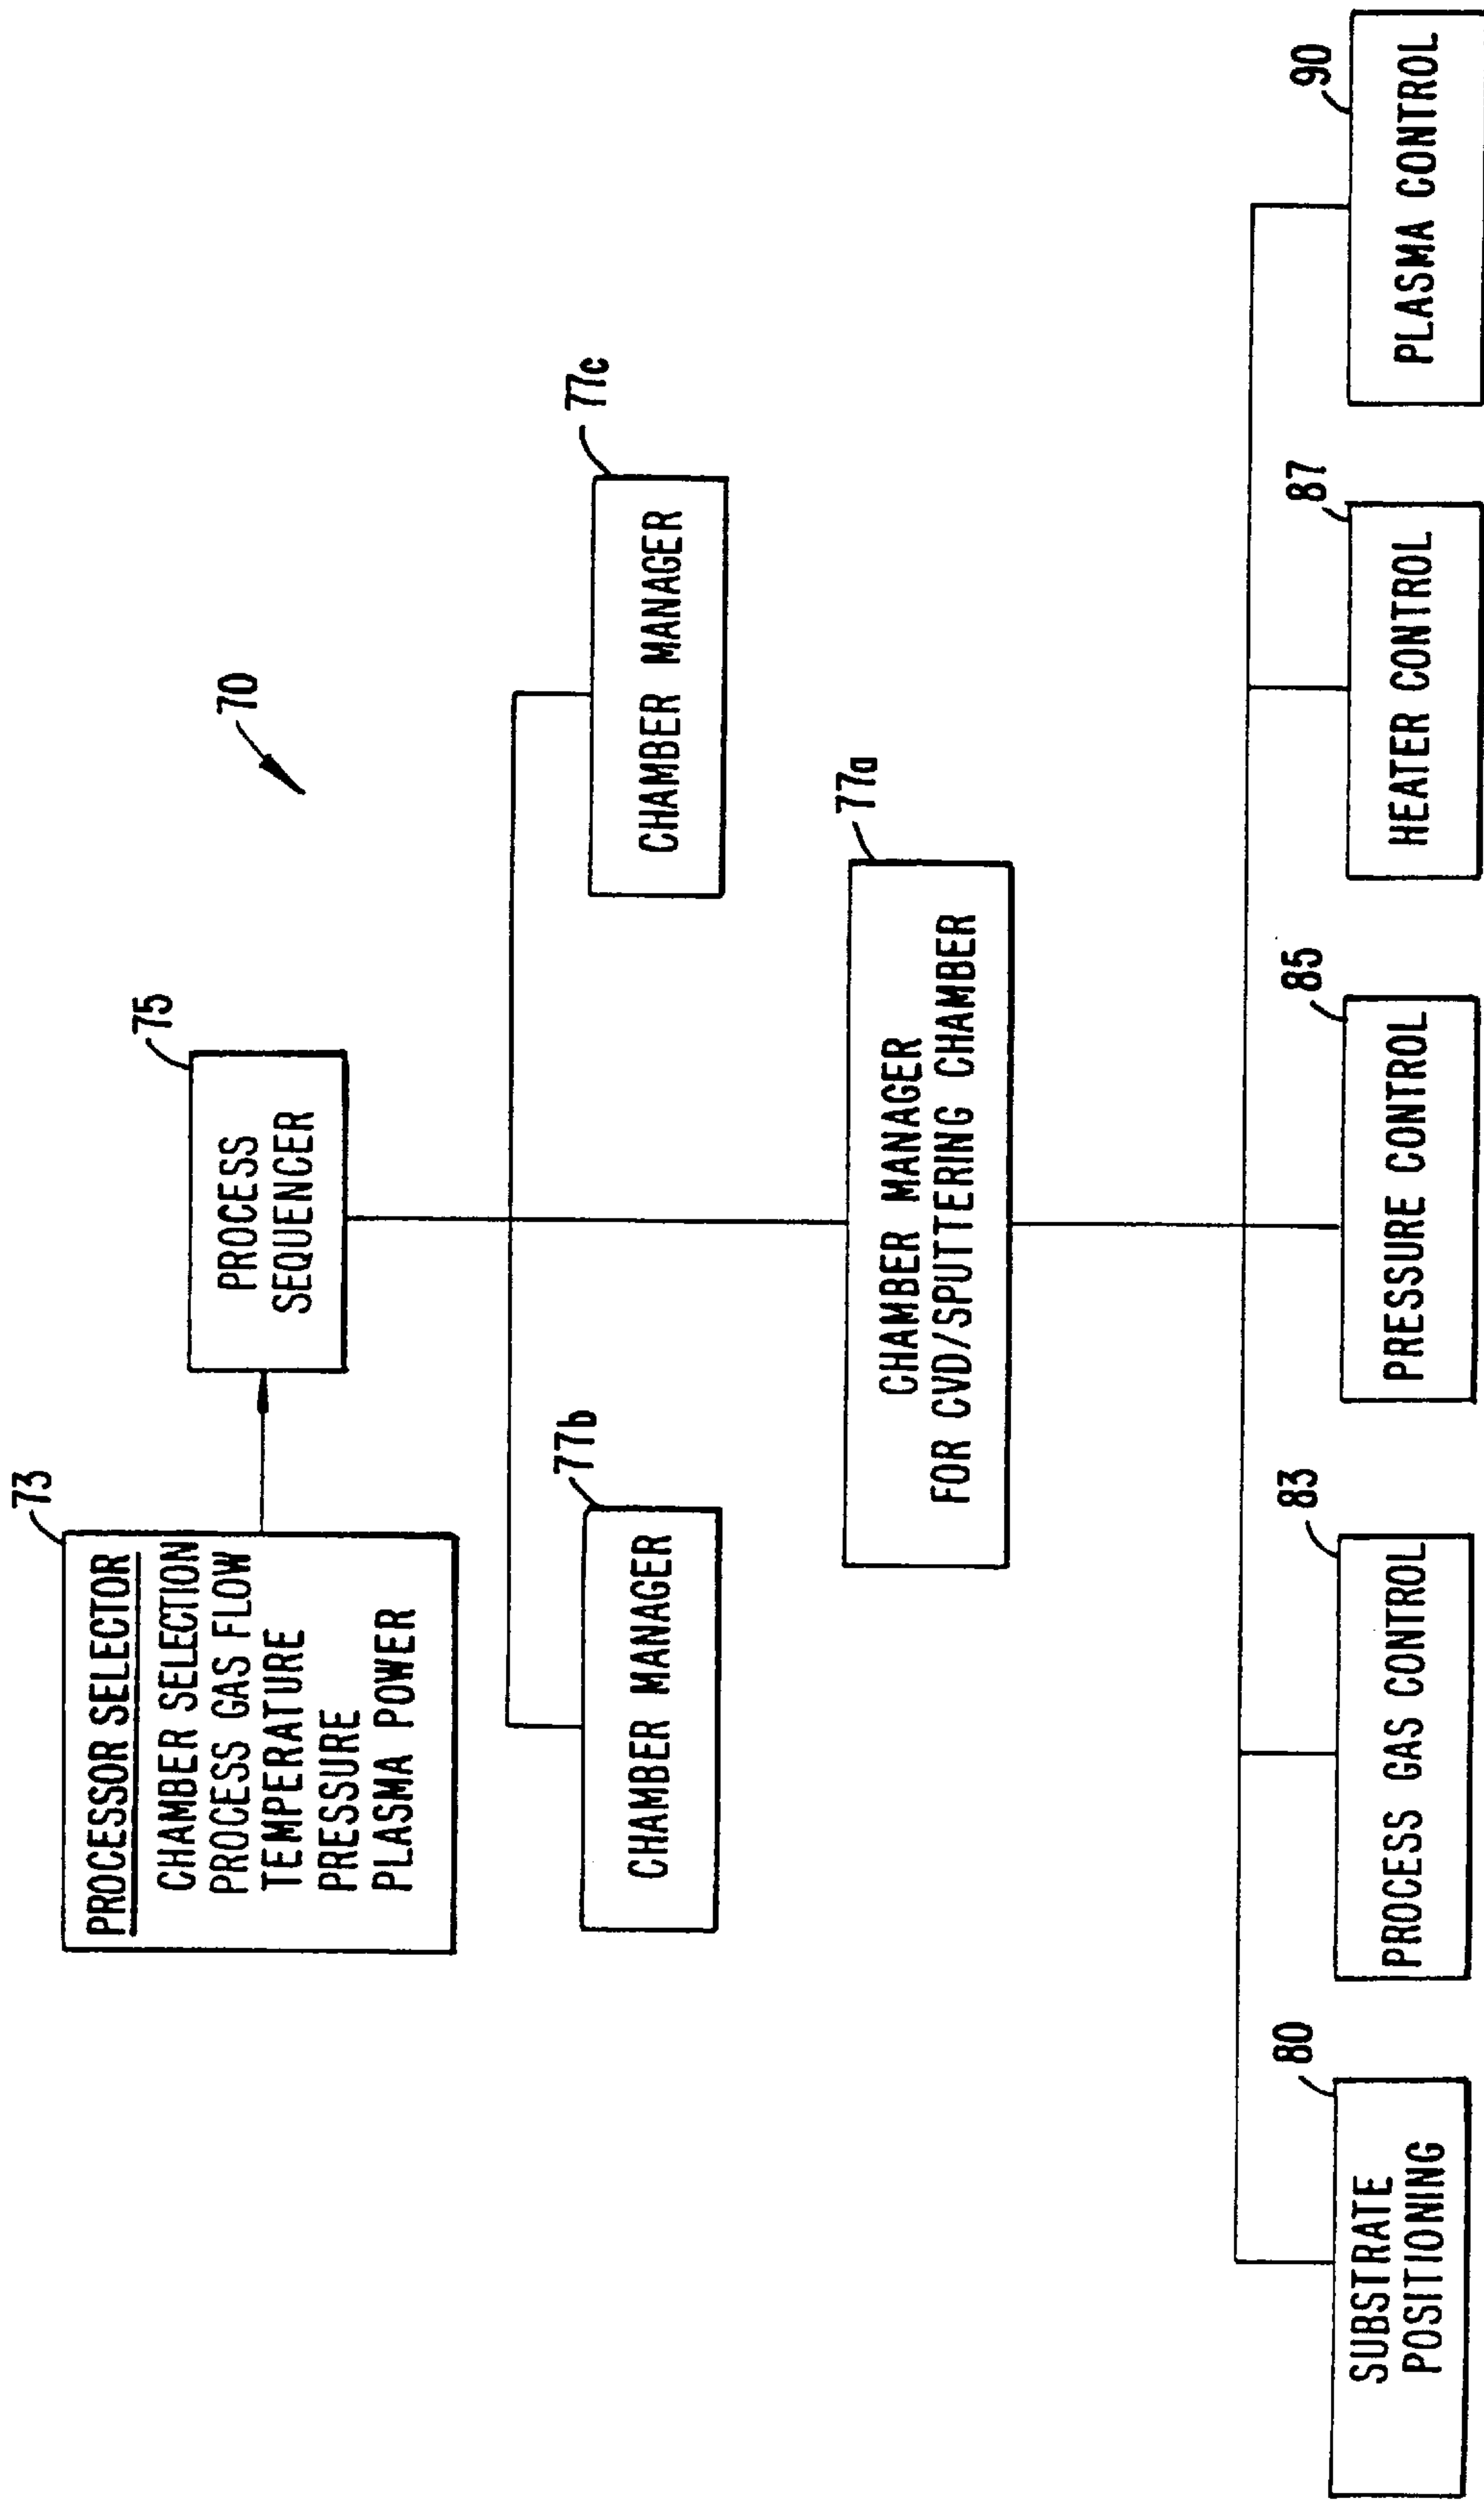 70
73
PROCESSOR SELECTOR
CHAMBER SELECTION
PROCESS GAS FLOW
TEMPERATURE
PRESSURE
PLASMA POWER
75
PROCESS
SEQUENCER
77b
CHAMBER MANAGER
77c
CHAMBER MANAGER
77a
CHAMBER MANAGER
FOR CVD/SPUTTERING CHAMBER
80
SUBSTRATE
POSITIONING
83
PROCESS GAS CONTROL
85
PRESSURE CONTROL
87
HEATER CONTROL
90
PLASMA CONTROL